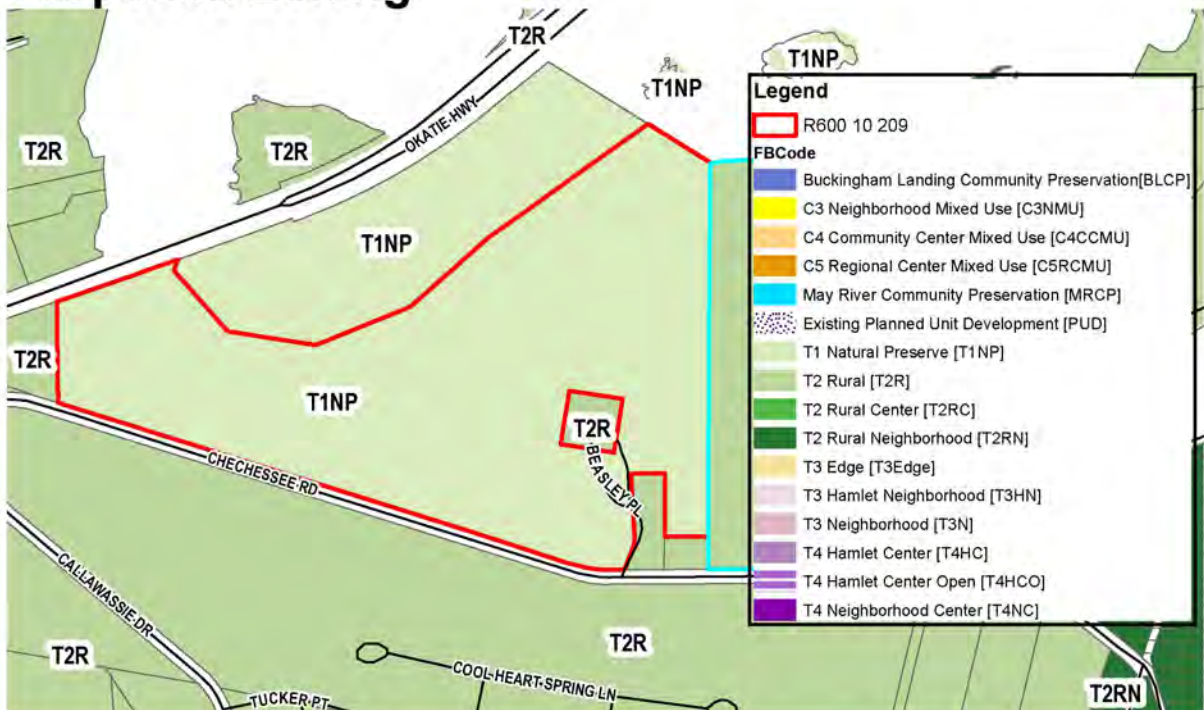 T2R
T1NP
T1NP
T2R
T2R
OKATIE HWY
T1NP
T2R
T1NP
T2R
BEASLEY PL
CHECHESSEE RD
CALLAWASSIE DR
T2R
T2R
COOL HEART SPRING LN
TUCKER PT
T2RN
Legend
R600 10 209
FBCode
Buckingham Landing Community Preservation[BLCP]
C3 Neighborhood Mixed Use [C3NMU]
C4 Community Center Mixed Use [C4CCMU]
C5 Regional Center Mixed Use [C5RCMU]
May River Community Preservation [MRCP]
Existing Planned Unit Development [PUD]
T1 Natural Preserve [T1NP]
T2 Rural [T2R]
T2 Rural Center [T2RC]
T2 Rural Neighborhood [T2RN]
T3 Edge [T3Edge]
T3 Hamlet Neighborhood [T3HN]
T3 Neighborhood [T3N]
T4 Hamlet Center [T4HC]
T4 Hamlet Center Open [T4HCO]
T4 Neighborhood Center [T4NC]